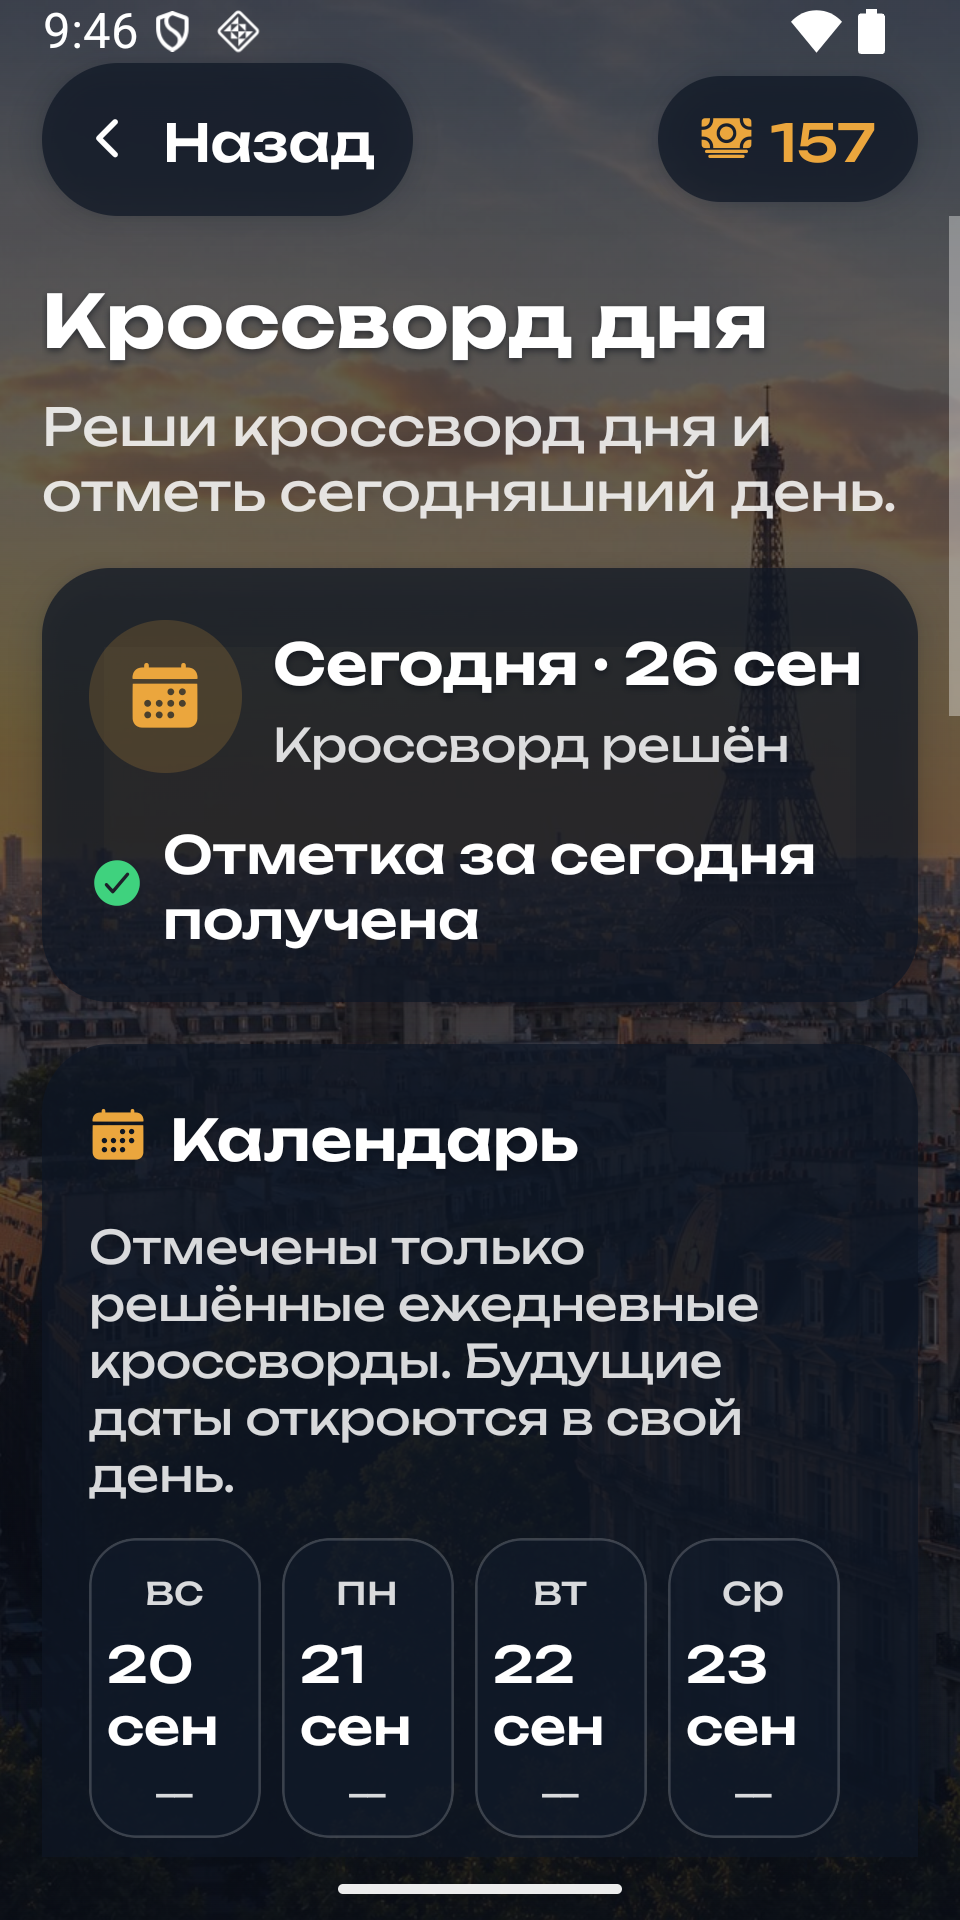 9:46
Назад
157
Кроссворд дня
Реши кроссворд дня и
отметь сегодняшний день.
Сегодня · 26 сен
Кроссворд решён
Отметка за сегодня
получена
Календарь
Отмечены только
решённые ежедневные
кроссворды. Будущие
даты откроются в свой
день.
вс пн вт ср
20 21 22 23
сен сен сен сен
— — — —